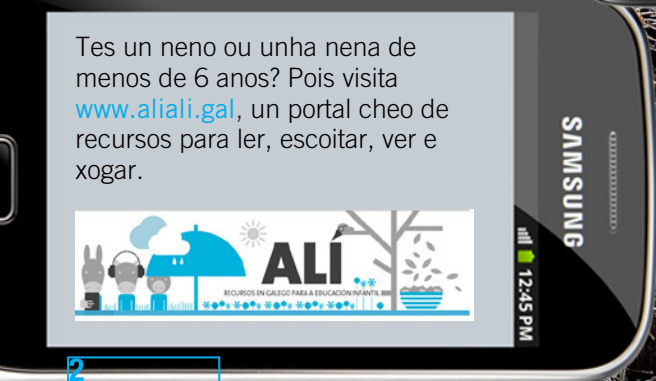 Tes un neno ou unha nena de
menos de 6 anos? Pois visita
www.aliali.gal, un portal cheo de
recursos para ler, escoitar, ver e
xogar.
ALÍ
RECURSOS EN GALEGO PARA A EDUCACIÓN INFANTIL
SAMSUNG
12:45 PM
2